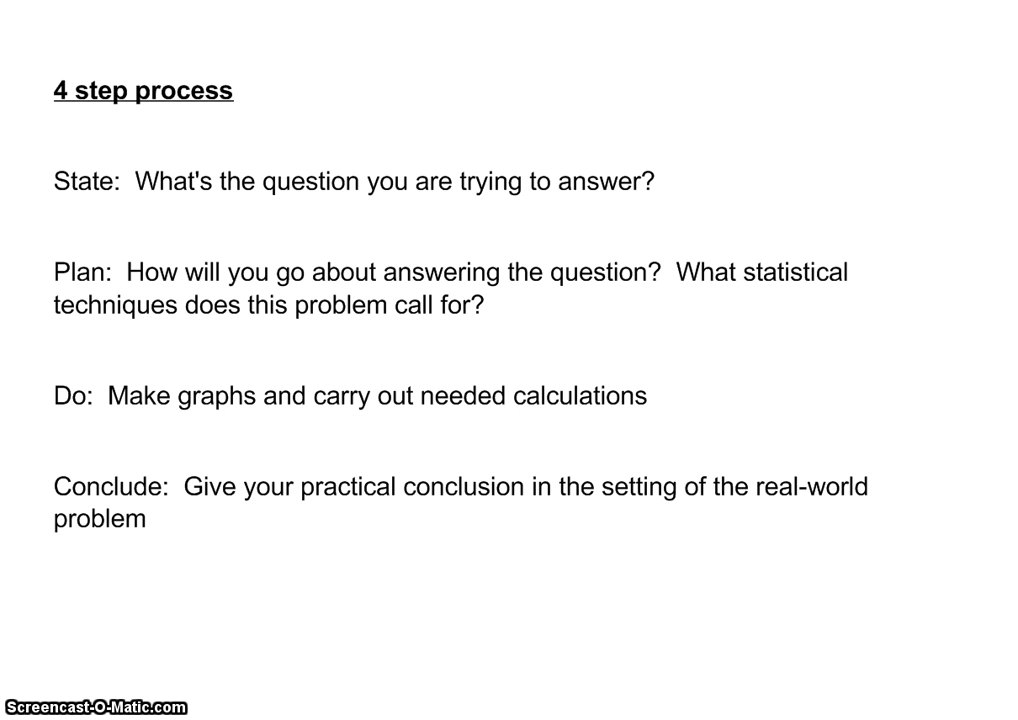 4 step process
State:  What's the question you are trying to answer?
Plan:  How will you go about answering the question?  What statistical
techniques does this problem call for?
Do:  Make graphs and carry out needed calculations
Conclude:  Give your practical conclusion in the setting of the real-world
problem
Screencast-O-Matic.com